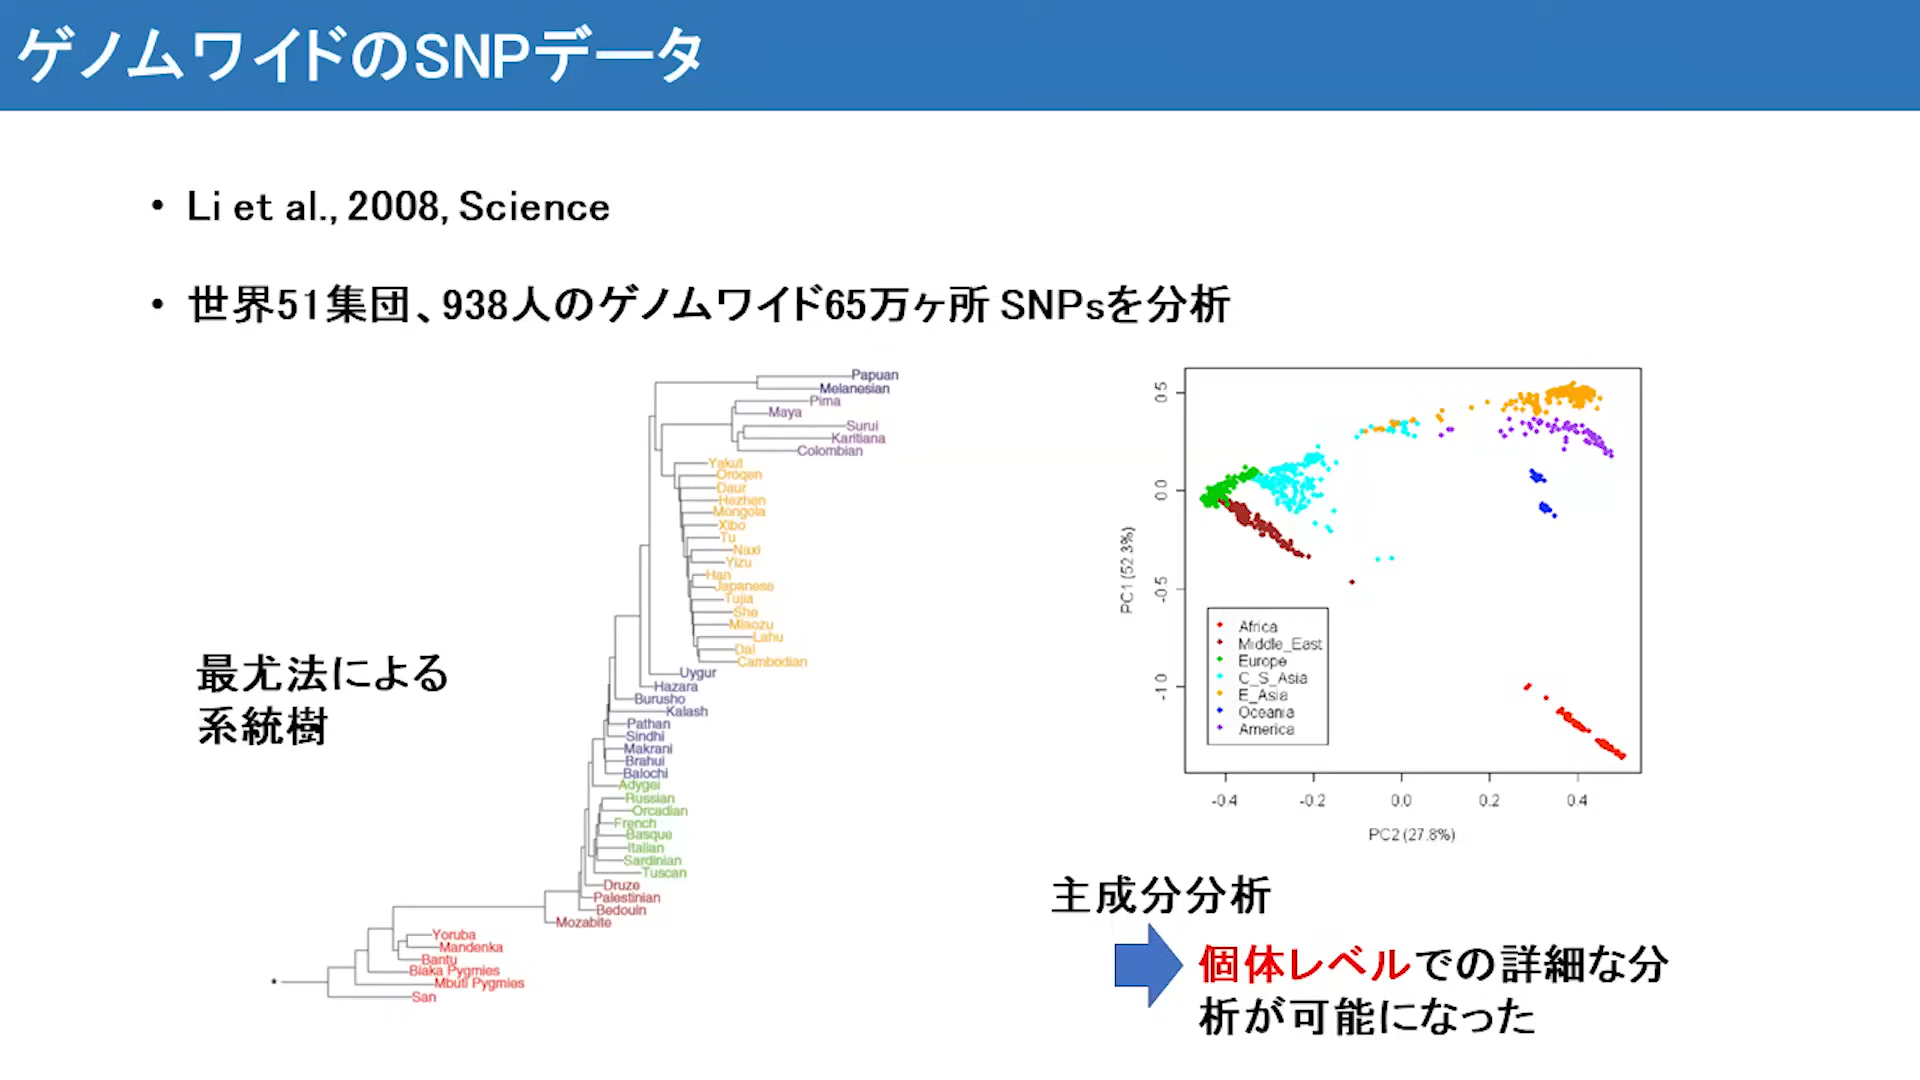 ゲノムワイドのSNPデータ
• Li et al., 2008, Science
• 世界51集団、938人のゲノムワイド65万ヶ所 SNPsを分析
最尤法による
系統樹
Papuan
Melanesian
Pima
Maya
Surui
Karitiana
Colombian
Yakut
Oroqen
Daur
Hezhen
Mongola
Xibo
Tu
Naxi
Yizu
Han
Japanese
Tujia
She
Miaozu
Lahu
Dai
Cambodian
Uygur
Hazara
Burusho
Kalash
Pathan
Sindhi
Makrani
Brahui
Balochi
Adygei
Russian
Orcadian
French
Basque
Italian
Sardinian
Tuscan
Druze
Palestinian
Bedouin
Mozabite
Yoruba
Mandenka
Bantu
Biaka Pygmies
Mbuti Pygmies
*
San
PC1 (52.3%)
0.5
0.0
-0.5
-1.0
Africa
Middle_East
Europe
C_S_Asia
E_Asia
Oceania
America
-0.4 -0.2 0.0 0.2 0.4
PC2 (27.8%)
主成分分析
個体レベルでの詳細な分
析が可能になった